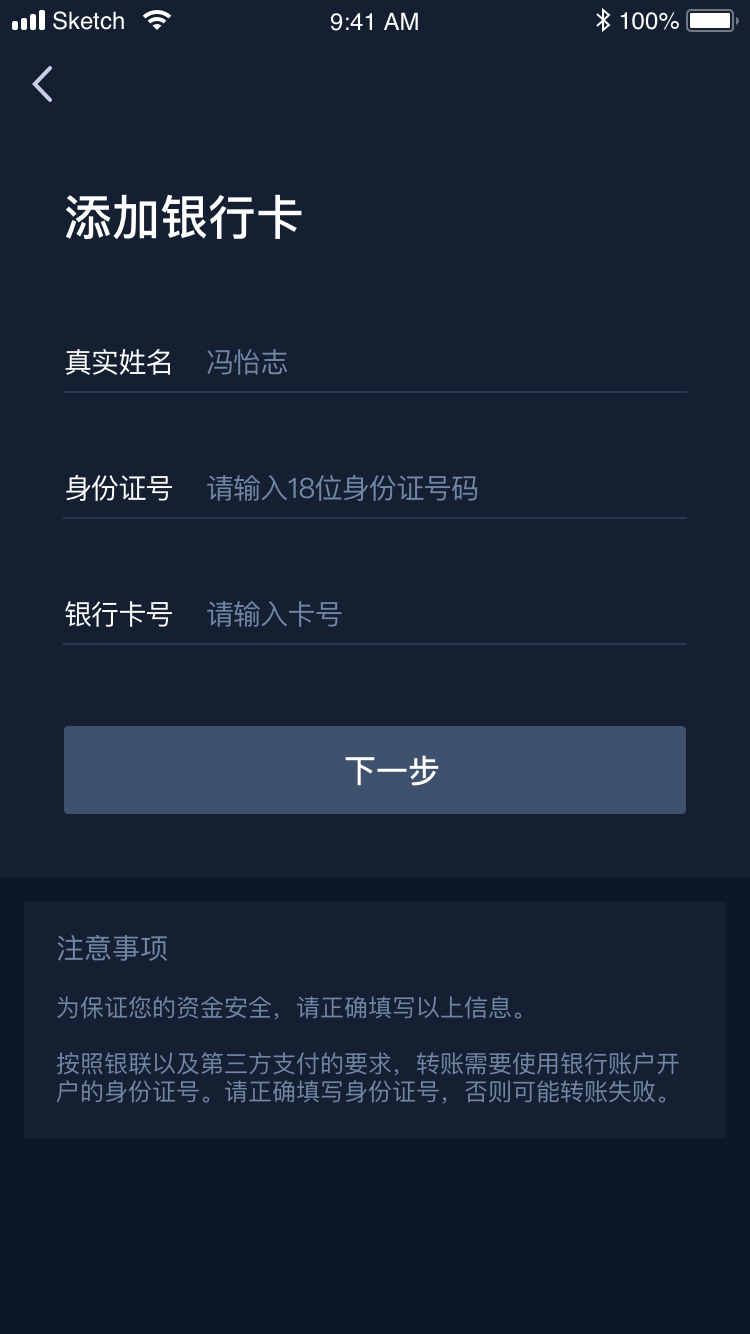 Sketch 9:41 AM 100%
添加银行卡
真实姓名 冯怡志
身份证号 请输入18位身份证号码
银行卡号 请输入卡号
下一步
注意事项
为保证您的资金安全，请正确填写以上信息。
按照银联以及第三方支付的要求，转账需要使用银行账户开
户的身份证号。请正确填写身份证号，否则可能转账失败。